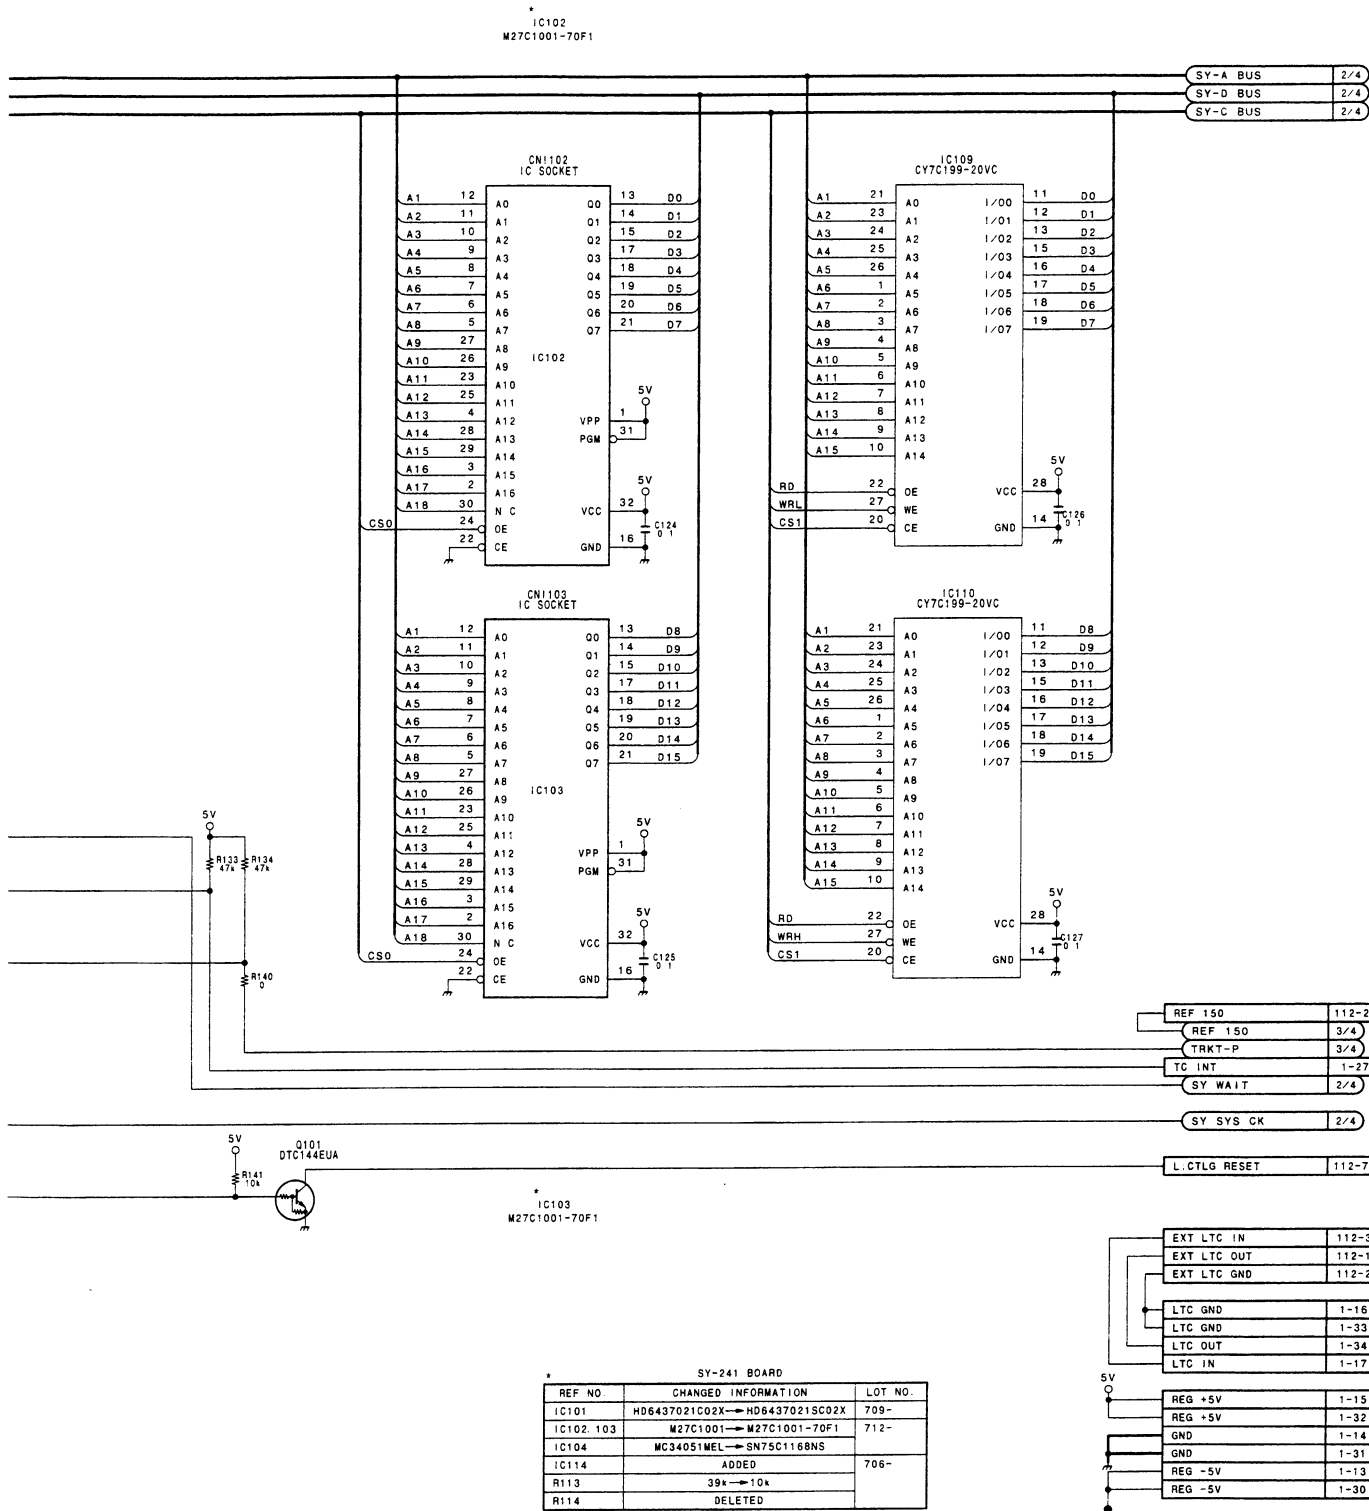 *
IC102
M27C1001-70F1
SY-A BUS 2/4
SY-D BUS 2/4
SY-C BUS 2/4
CNI102
IC SOCKET
A1 12 A0 Q0 13 D0
A2 11 A1 Q1 14 D1
A3 10 A2 Q2 15 D2
A4 9 A3 Q3 17 D3
A5 8 A4 Q4 18 D4
A6 7 A5 Q5 19 D5
A7 6 A6 Q6 20 D6
A8 5 A7 Q7 21 D7
A9 27 A8
A10 26 A9
IC102
A11 23 A10
A12 25 A11
5V
A13 4 A12 VPP 1
A14 28 A13 PGM 31
A15 29 A14
A16 3 A15
A17 2 A16
5V
A18 30 N C VCC 32
CS0 24 OE
C124
0.1
22 CE GND 16
IC109
CY7C199-20VC
A1 21 A0 I/O0 11 D0
A2 23 A1 I/O1 12 D1
A3 24 A2 I/O2 13 D2
A4 25 A3 I/O3 15 D3
A5 26 A4 I/O4 16 D4
A6 1 A5 I/O5 17 D5
A7 2 A6 I/O6 18 D6
A8 3 A7 I/O7 19 D7
A9 4 A8
A10 5 A9
A11 6 A10
A12 7 A11
A13 8 A12
A14 9 A13
A15 10 A14
5V
RD 22 OE VCC 28
WRL 27 WE
C126
0.1
CS1 20 CE GND 14
CNI103
IC SOCKET
A1 12 A0 Q0 13 D8
A2 11 A1 Q1 14 D9
A3 10 A2 Q2 15 D10
A4 9 A3 Q3 17 D11
A5 8 A4 Q4 18 D12
A6 7 A5 Q5 19 D13
A7 6 A6 Q6 20 D14
A8 5 A7 Q7 21 D15
A9 27 A8
A10 26 A9
IC103
A11 23 A10
A12 25 A11
5V
A13 4 A12 VPP 1
A14 28 A13 PGM 31
A15 29 A14
A16 3 A15
A17 2 A16
5V
A18 30 N C VCC 32
CS0 24 OE
C125
0.1
22 CE GND 16
IC110
CY7C199-20VC
A1 21 A0 I/O0 11 D8
A2 23 A1 I/O1 12 D9
A3 24 A2 I/O2 13 D10
A4 25 A3 I/O3 15 D11
A5 26 A4 I/O4 16 D12
A6 1 A5 I/O5 17 D13
A7 2 A6 I/O6 18 D14
A8 3 A7 I/O7 19 D15
A9 4 A8
A10 5 A9
A11 6 A10
A12 7 A11
A13 8 A12
A14 9 A13
A15 10 A14
5V
RD 22 OE VCC 28
WRH 27 WE
C127
0.1
CS1 20 CE GND 14
5V
R133
47k
R134
47k
R140
0
REF 150 112-2
REF 150 3/4
TRKT-P 3/4
TC INT 1-27
SY WAIT 2/4
SY SYS CK 2/4
5V
R141
10k
Q101
DTC144EUA
L.CTLG RESET 112-7
*
IC103
M27C1001-70F1
EXT LTC IN 112-3
EXT LTC OUT 112-1
EXT LTC GND 112-2
LTC GND 1-16
LTC GND 1-33
LTC OUT 1-34
LTC IN 1-17
5V
REG +5V 1-15
REG +5V 1-32
GND 1-14
GND 1-31
REG -5V 1-13
REG -5V 1-30
* SY-241 BOARD
REF NO. CHANGED INFORMATION LOT NO.
IC101 HD6437021C02X→HD6437021SC02X 709-
IC102, 103 M27C1001→M27C1001-70F1 712-
IC104 MC34051MEL→SN75C1168NS
IC114 ADDED 706-
R113 39k→10k
R114 DELETED